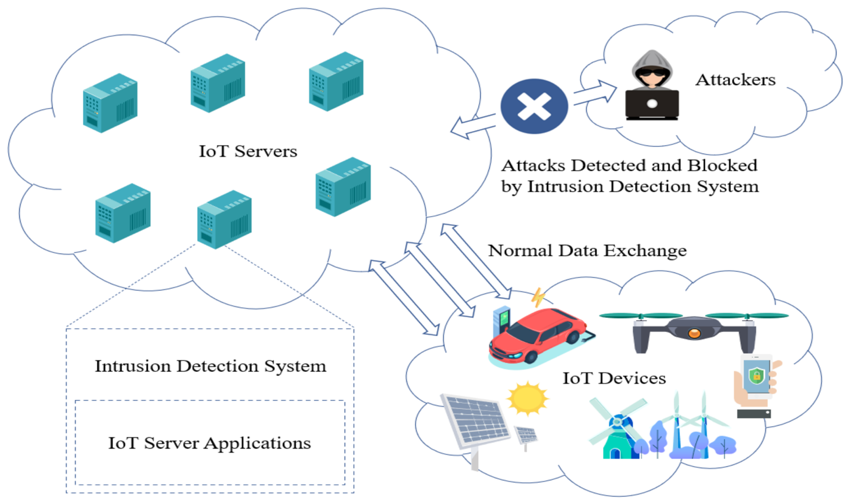 Attackers
IoT Servers
Attacks Detected and Blocked
by Intrusion Detection System
Normal Data Exchange
Intrusion Detection System
IoT Devices
IoT Server Applications